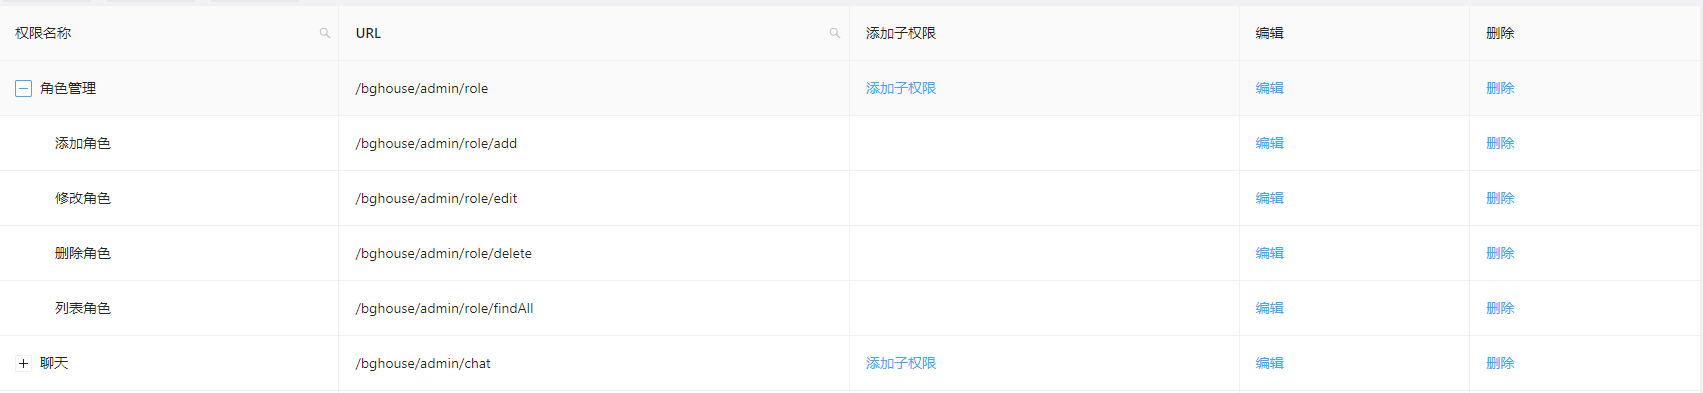 权限名称 URL 添加子权限 编辑 删除
角色管理 /bghouse/admin/role 添加子权限 编辑 删除
添加角色 /bghouse/admin/role/add 编辑 删除
修改角色 /bghouse/admin/role/edit 编辑 删除
删除角色 /bghouse/admin/role/delete 编辑 删除
列表角色 /bghouse/admin/role/findAll 编辑 删除
聊天 /bghouse/admin/chat 添加子权限 编辑 删除